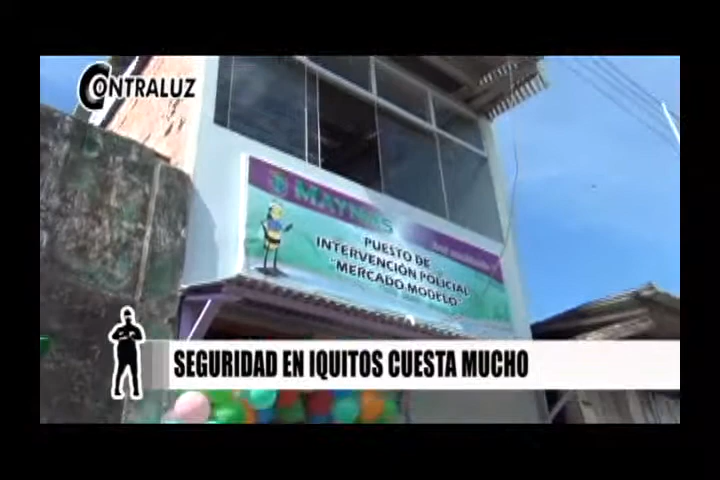 CONTRALUZ
MAYNAS
PUESTO DE
INTERVENCIÓN POLICIAL
"MERCADO MODELO"
SEGURIDAD EN IQUITOS CUESTA MUCHO